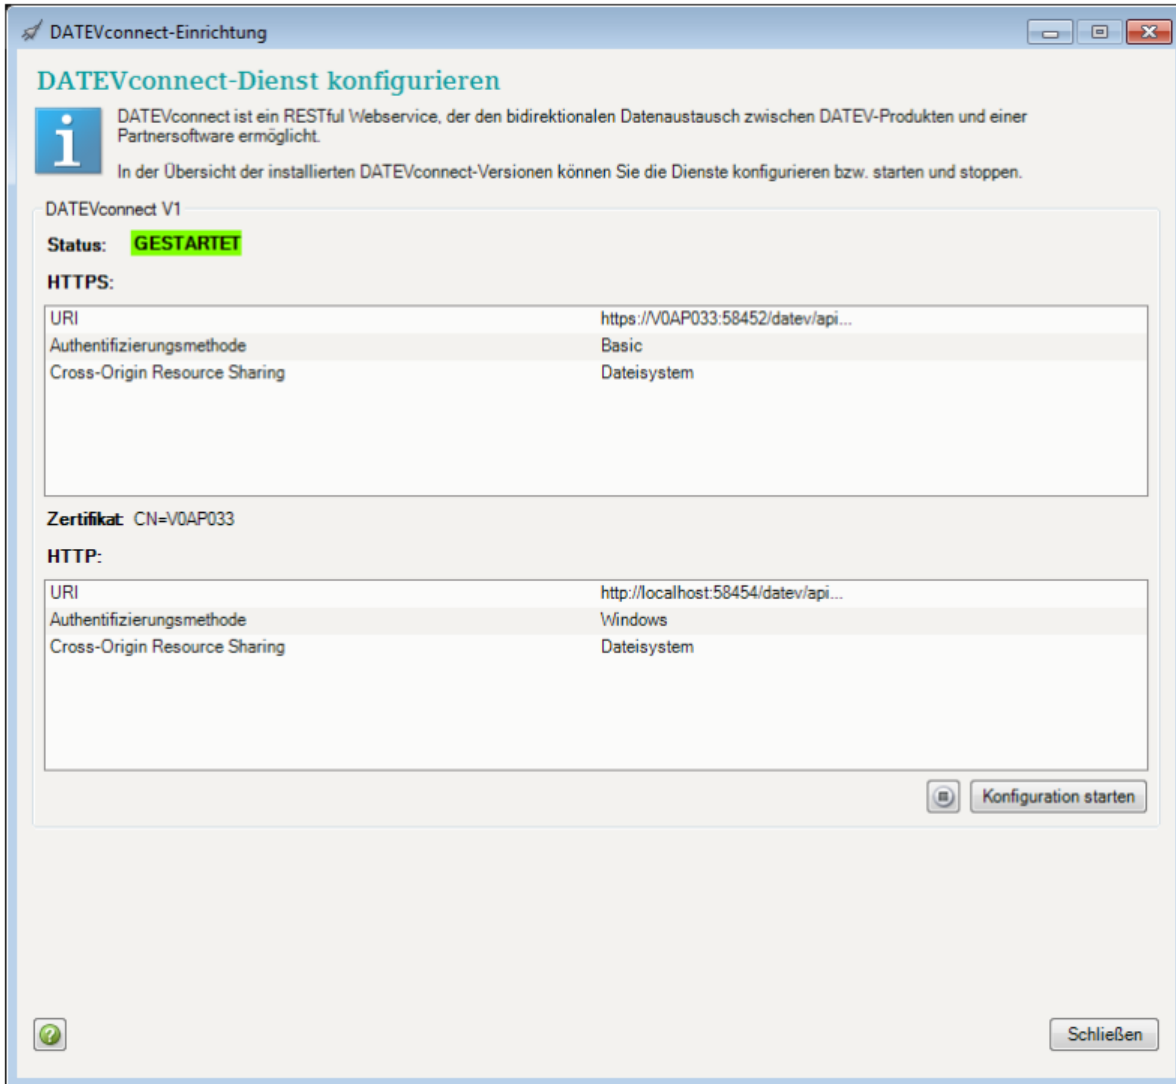 DATEVconnect-Einrichtung
DATEVconnect-Dienst konfigurieren
DATEVconnect ist ein RESTful Webservice, der den bidirektionalen Datenaustausch zwischen DATEV-Produkten und einer
Partnersoftware ermöglicht.
In der Übersicht der installierten DATEVconnect-Versionen können Sie die Dienste konfigurieren bzw. starten und stoppen.
DATEVconnect V1
Status: GESTARTET
HTTPS:
URI https://V0AP033:58452/datev/api...
Authentifizierungsmethode Basic
Cross-Origin Resource Sharing Dateisystem
Zertifikat: CN=V0AP033
HTTP:
URI http://localhost:58454/datev/api...
Authentifizierungsmethode Windows
Cross-Origin Resource Sharing Dateisystem
Konfiguration starten
Schließen